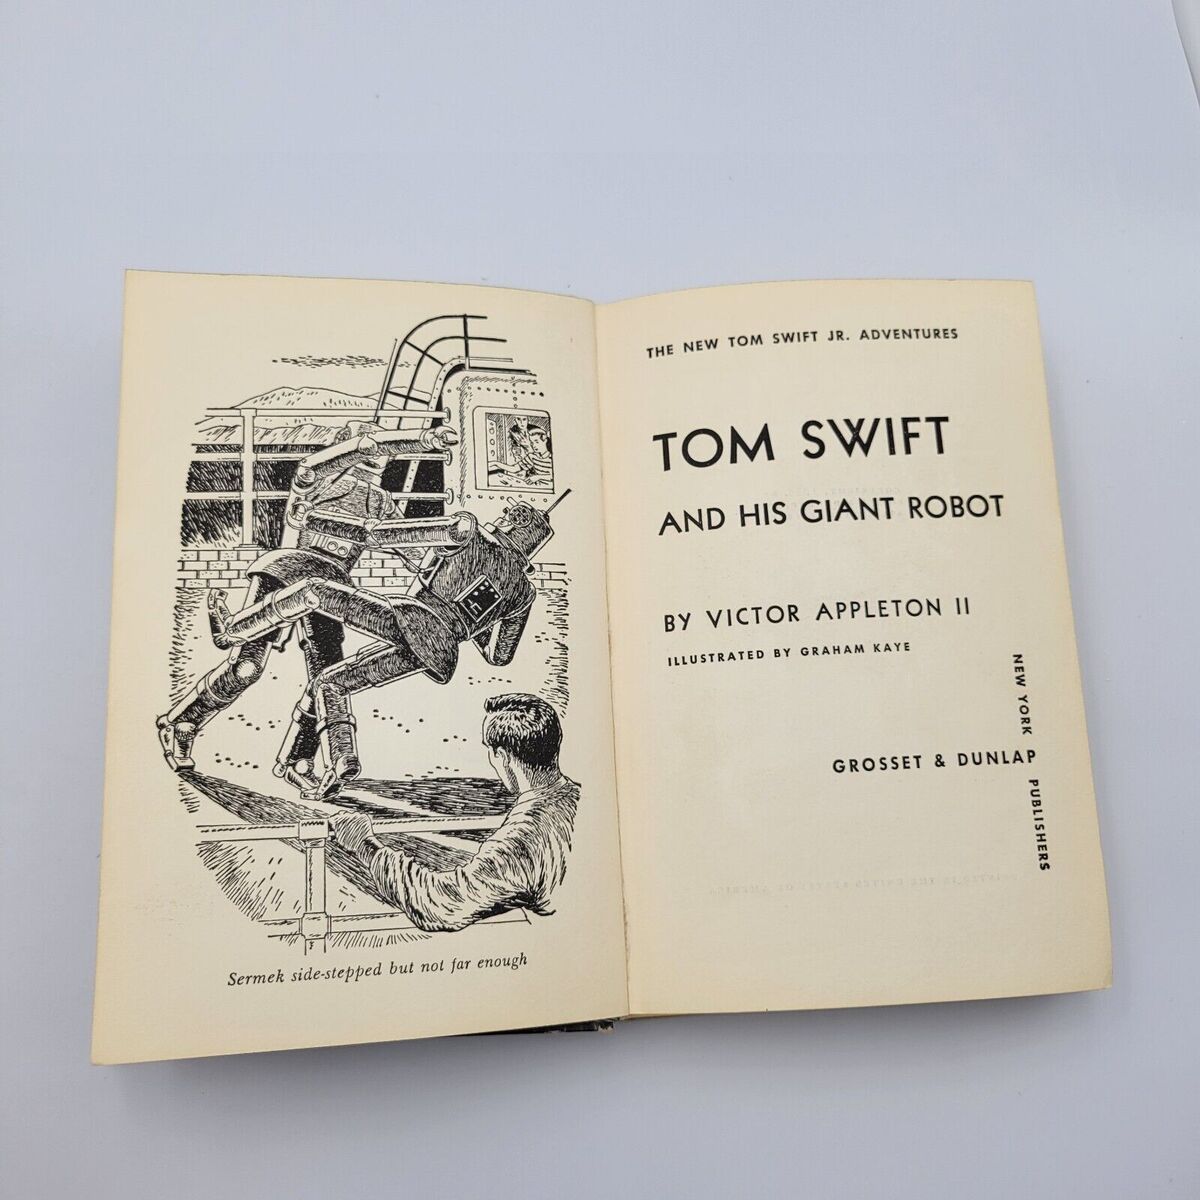 Sermek side-stepped but not far enough
THE NEW TOM SWIFT JR. ADVENTURES
TOM SWIFT
AND HIS GIANT ROBOT
BY VICTOR APPLETON II
ILLUSTRATED BY GRAHAM KAYE
NEW YORK
GROSSET & DUNLAP
PUBLISHERS